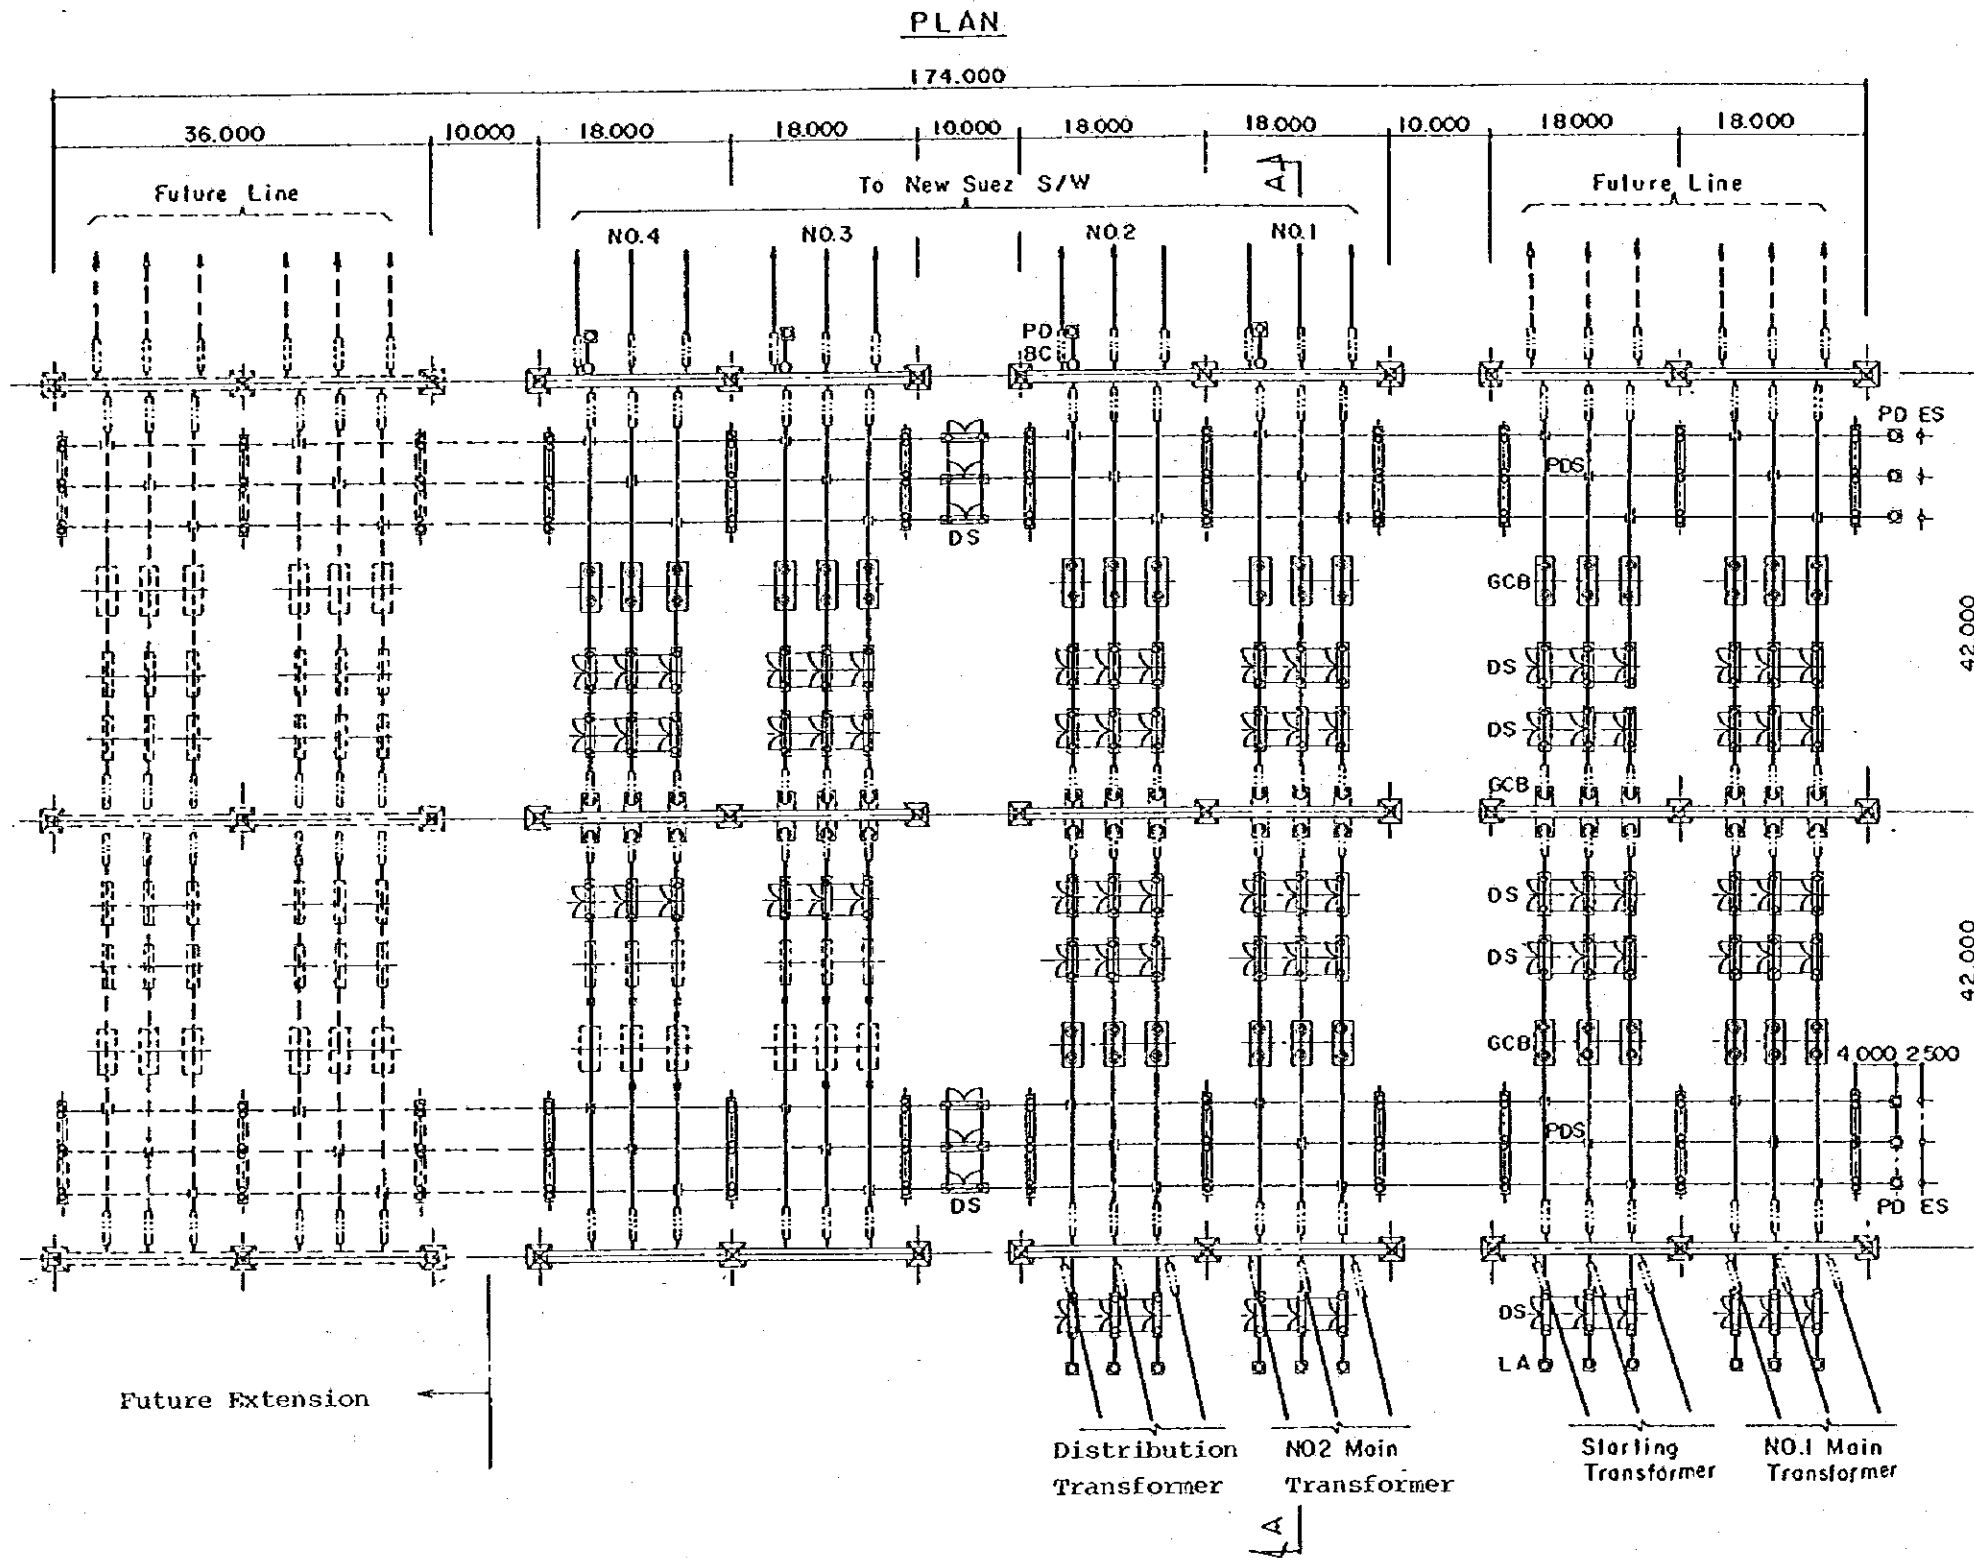 PLAN
174.000
36.000 10.000 18.000 18.000 10.000 18.000 18.000 10.000 18.000 18.000
A
Future Line To New Suez S/W Future Line
NO.4 NO.3 NO.2 NO.1
PD
BC
PD ES
PDS
DS
GCB
42.000
DS
DS
GCB
DS
DS
42.000
GCB
4.000 2500
PDS
DS
PD ES
DS
LA
Future Extension
Distribution Transformer
NO2 Main Transformer
Starting Transformer
NO.1 Main Transformer
A